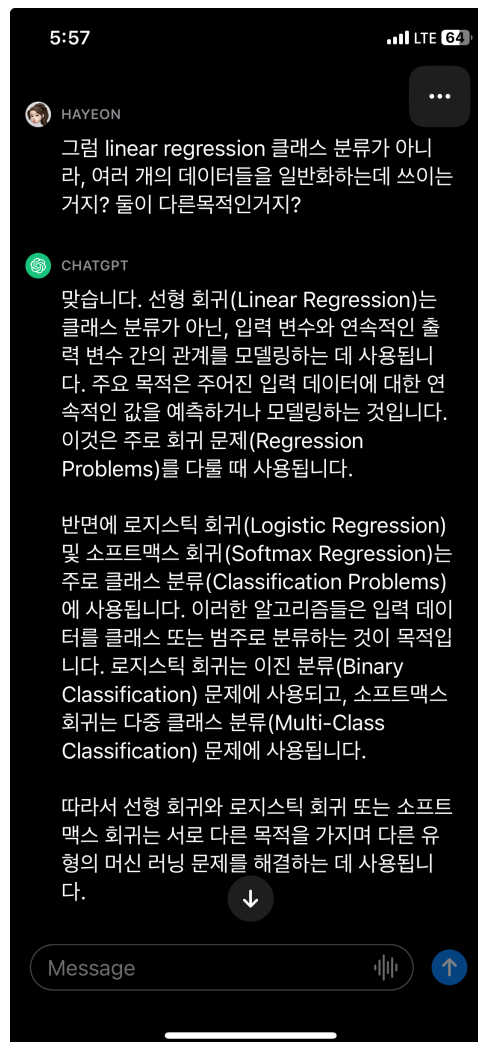 5:57
LTE 64
HAYEON
그럼 linear regression 클래스 분류가 아니
라, 여러 개의 데이터들을 일반화하는데 쓰이는
거지? 둘이 다른목적인거지?
CHATGPT
맞습니다. 선형 회귀(Linear Regression)는
클래스 분류가 아닌, 입력 변수와 연속적인 출
력 변수 간의 관계를 모델링하는 데 사용됩니
다. 주요 목적은 주어진 입력 데이터에 대한 연
속적인 값을 예측하거나 모델링하는 것입니다.
이것은 주로 회귀 문제(Regression
Problems)를 다룰 때 사용됩니다.
반면에 로지스틱 회귀(Logistic Regression)
및 소프트맥스 회귀(Softmax Regression)는
주로 클래스 분류(Classification Problems)
에 사용됩니다. 이러한 알고리즘들은 입력 데이
터를 클래스 또는 범주로 분류하는 것이 목적입
니다. 로지스틱 회귀는 이진 분류(Binary
Classification) 문제에 사용되고, 소프트맥스
회귀는 다중 클래스 분류(Multi-Class
Classification) 문제에 사용됩니다.
따라서 선형 회귀와 로지스틱 회귀 또는 소프트
맥스 회귀는 서로 다른 목적을 가지며 다른 유
형의 머신 러닝 문제를 해결하는 데 사용됩니
다.
Message